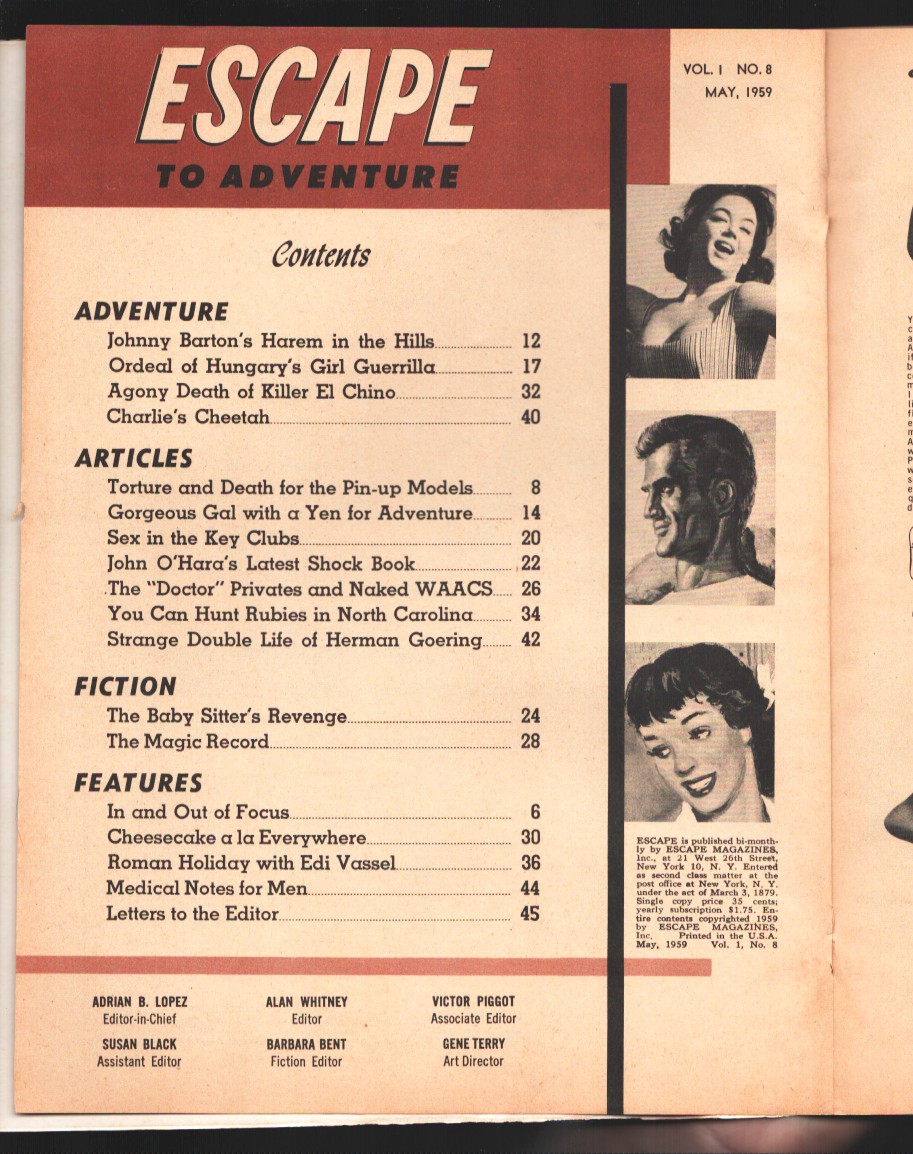 ESCAPE
TO ADVENTURE
VOL. 1 NO. 8
MAY, 1959
Contents
ADVENTURE
Johnny Barton's Harem in the Hills 12
Ordeal of Hungary's Girl Guerrilla 17
Agony Death of Killer El Chino 32
Charlie's Cheetah 40
ARTICLES
Torture and Death for the Pin-up Models 8
Gorgeous Gal with a Yen for Adventure 14
Sex in the Key Clubs 20
John O'Hara's Latest Shock Book 22
The "Doctor" Privates and Naked WAACS 26
You Can Hunt Rubies in North Carolina 34
Strange Double Life of Herman Goering 42
FICTION
The Baby Sitter's Revenge 24
The Magic Record 28
FEATURES
In and Out of Focus 6
Cheesecake a la Everywhere 30
Roman Holiday with Edi Vassel 36
Medical Notes for Men 44
Letters to the Editor 45
ESCAPE is published bi-month-
ly by ESCAPE MAGAZINES,
Inc., at 21 West 26th Street,
New York 10, N. Y. Entered
as second class matter at the
post office at New York, N. Y.
under the act of March 3, 1879.
Single copy price 35 cents;
yearly subscription $1.75. En-
tire contents copyrighted 1959
by ESCAPE MAGAZINES,
Inc. Printed in the U.S.A.
May, 1959 Vol. 1, No. 8
ADRIAN B. LOPEZ
Editor-in-Chief
ALAN WHITNEY
Editor
VICTOR PIGGOT
Associate Editor
SUSAN BLACK
Assistant Editor
BARBARA BENT
Fiction Editor
GENE TERRY
Art Director